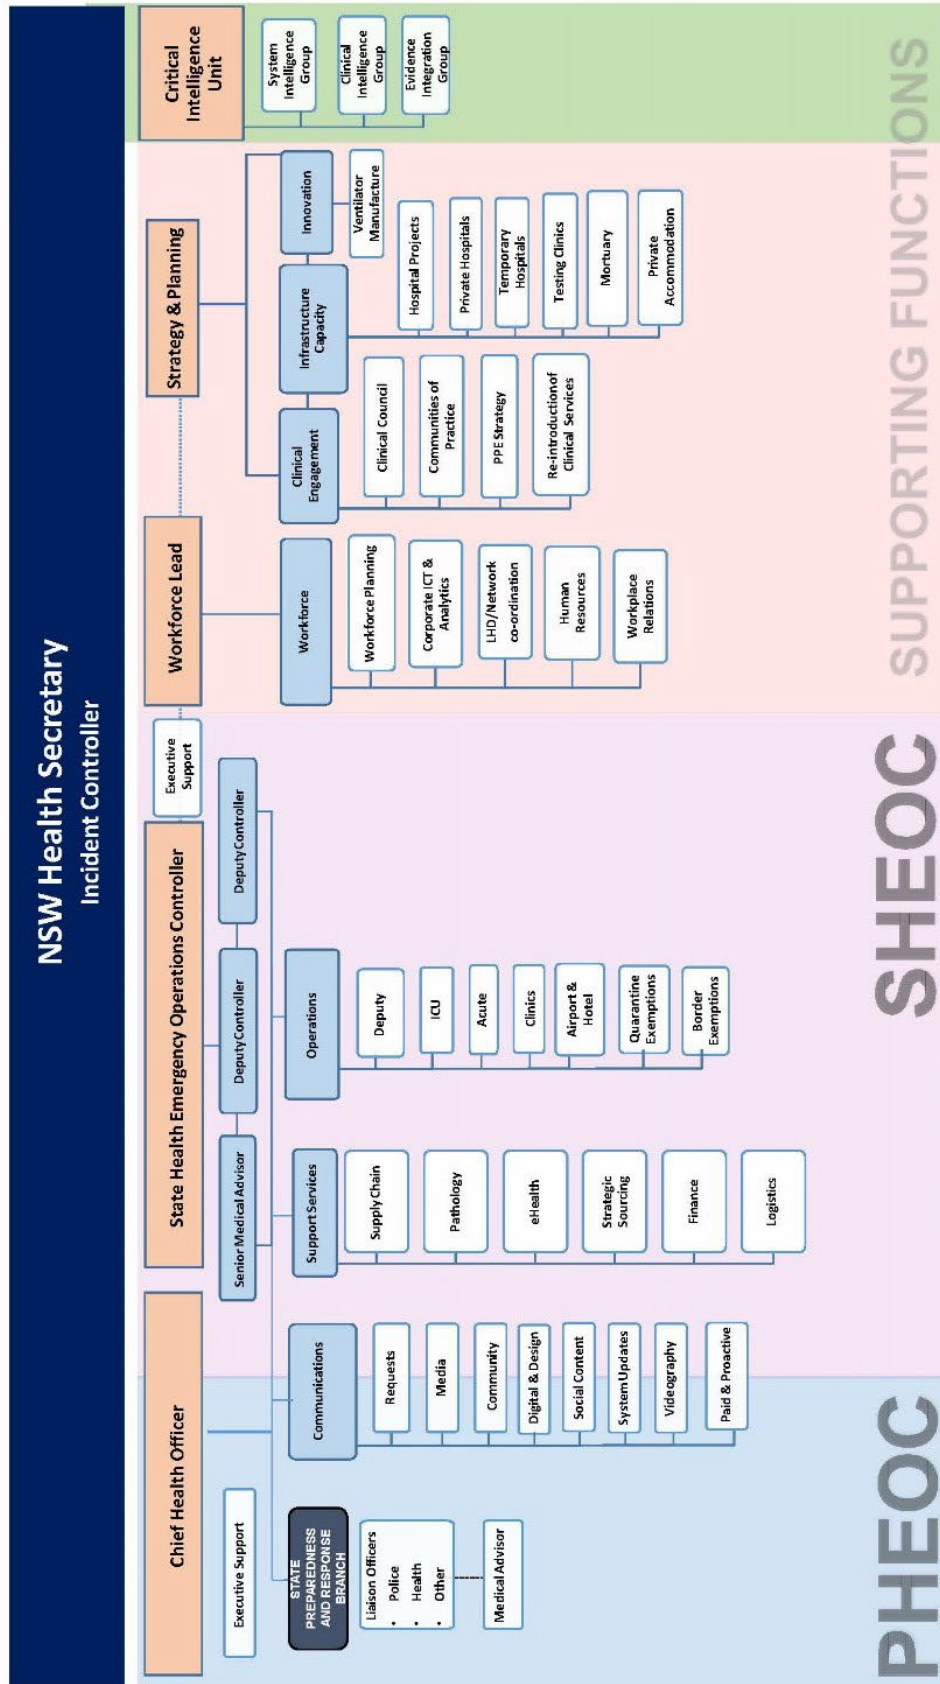 NSW Health Secretary
Incident Controller
Chief Health Officer
Executive Support
STATE
PREPAREDNESS
AND RESPONSE
BRANCH
Liaison Officers
• Police
• Health
• Other
Medical Advisor
Communications
Requests
Media
Community
Digital & Design
Social Content
System Updates
Videography
Paid & Proactive
PHEOC
State Health Emergency Operations Controller
Executive
Support
Senior Medical Advisor
Deputy Controller
Deputy Controller
Support Services
Supply Chain
Pathology
eHealth
Strategic
Sourcing
Finance
Logistics
Operations
Deputy
ICU
Acute
Clinics
Airport &
Hotel
Quarantine
Exemptions
Border
Exemptions
SHEOC
Workforce Lead
Workforce
Workforce Planning
Corporate ICT &
Analytics
LHD/Network
co-ordination
Human
Resources
Workplace
Relations
Strategy & Planning
Clinical
Engagement
Clinical Council
Communities of
Practice
PPE Strategy
Re-introduction of
Clinical Services
Infrastructure
Capacity
Hospital Projects
Private Hospitals
Temporary
Hospitals
Testing Clinics
Mortuary
Private
Accommodation
Innovation
Ventilator
Manufacture
Critical
Intelligence
Unit
System
Intelligence
Group
Clinical
Intelligence
Group
Evidence
Integration
Group
SUPPORTING FUNCTIONS